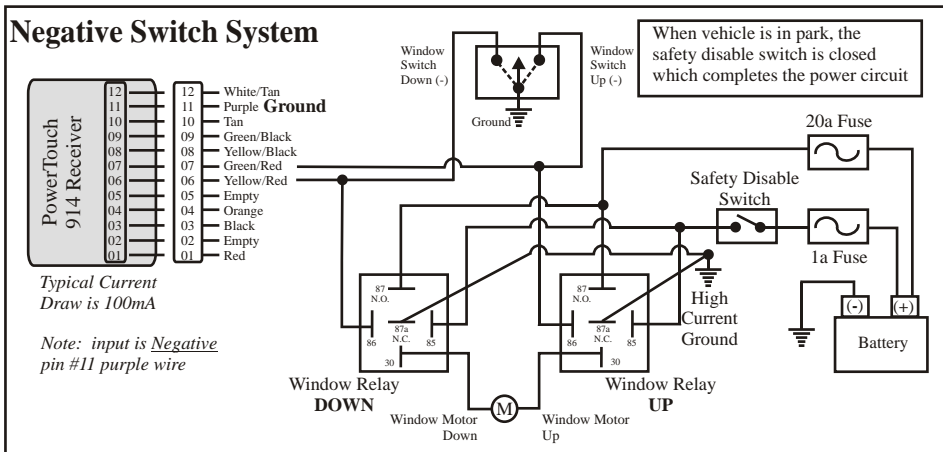 Negative Switch System
When vehicle is in park, the
safety disable switch is closed
which completes the power circuit
Window
Switch
Down (-)
Window
Switch
Up (-)
Ground
PowerTouch
914 Receiver
12
11
10
09
08
07
06
05
04
03
02
01
12 White/Tan
11 Purple Ground
10 Tan
09 Green/Black
08 Yellow/Black
07 Green/Red
06 Yellow/Red
05 Empty
04 Orange
03 Black
02 Empty
01 Red
Typical Current
Draw is 100mA
Note: input is Negative
pin #11 purple wire
20a Fuse
Safety Disable
Switch
1a Fuse
High
Current
Ground
(-)
(+)
Battery
87
N.O.
87a
N.C.
86
85
30
Window Relay
DOWN
87
N.O.
87a
N.C.
86
85
30
Window Relay
UP
Window Motor
Down
M
Window Motor
Up